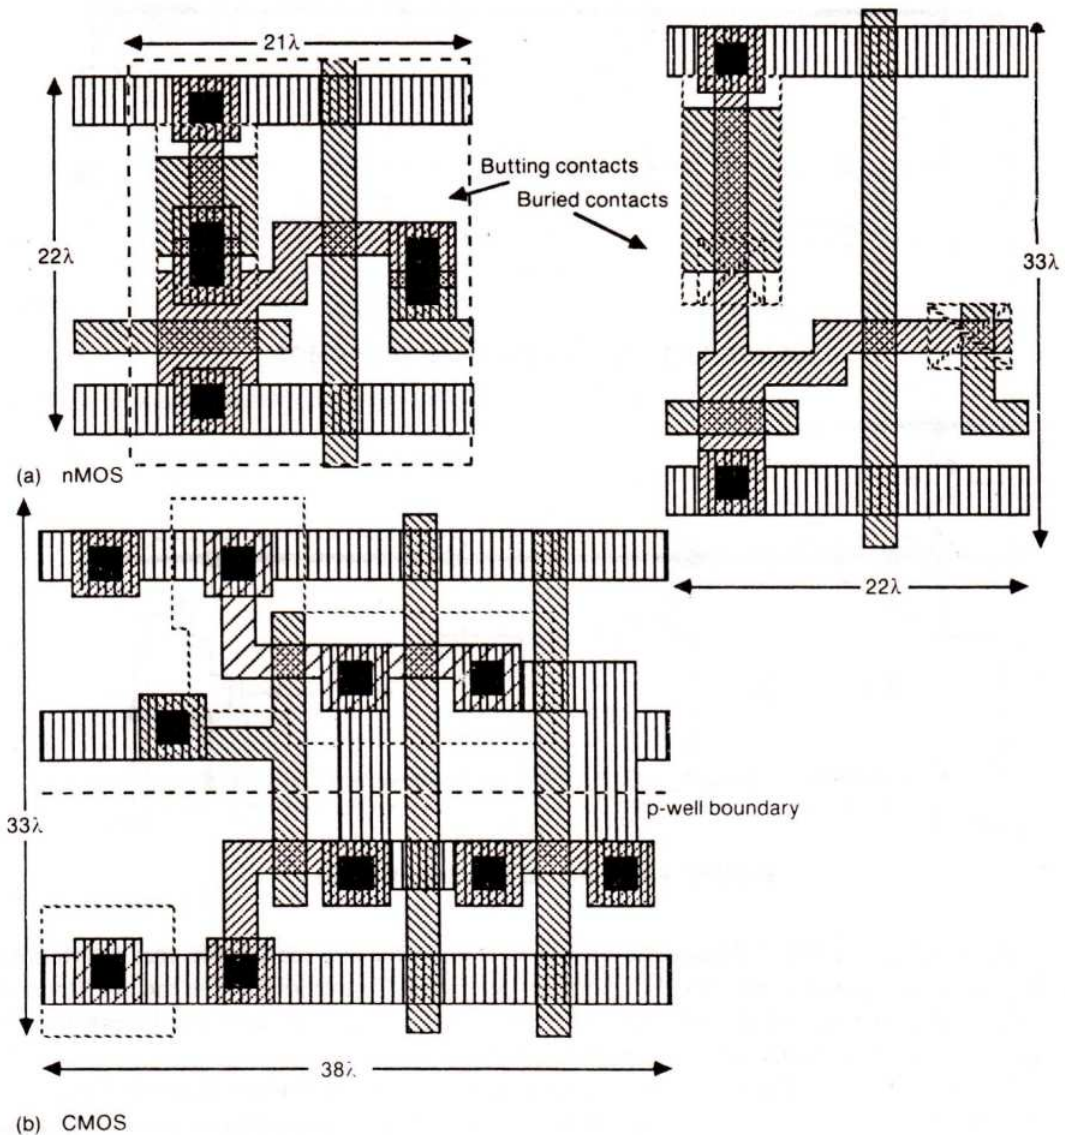 21λ
22λ
Butting contacts
Buried contacts
33λ
22λ
(a) nMOS
33λ
p-well boundary
38λ
(b) CMOS